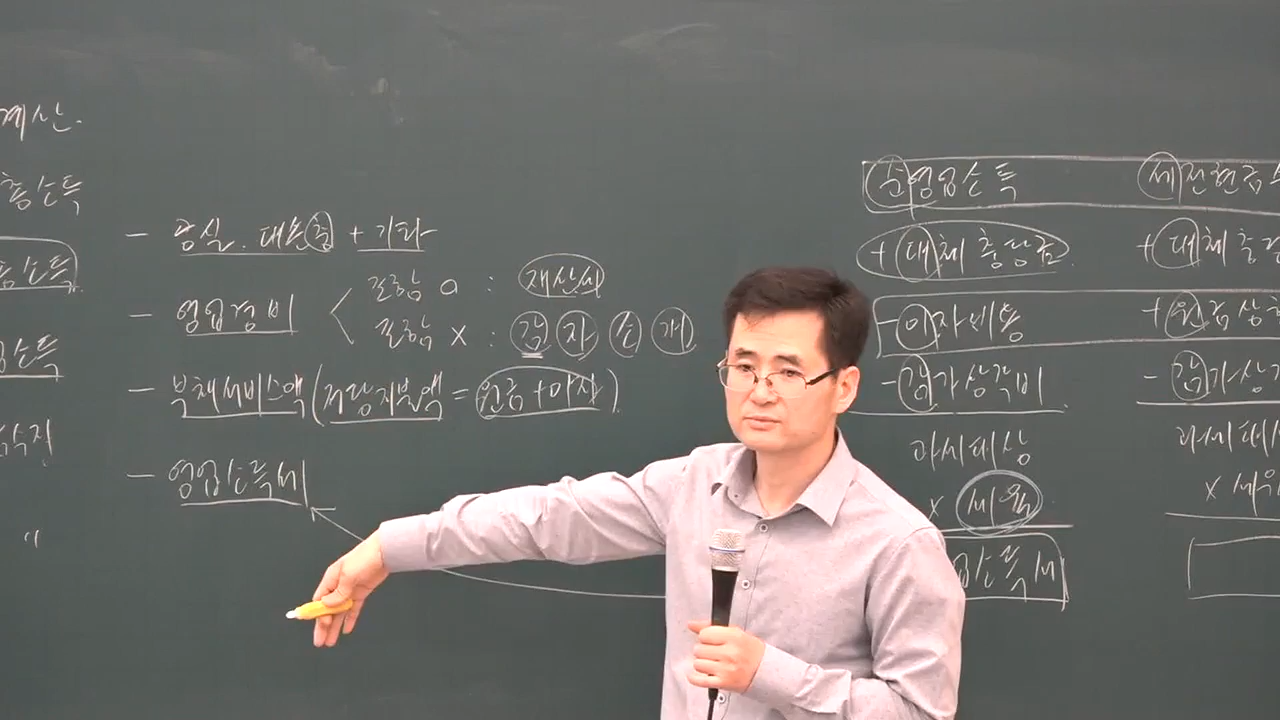 계산.
총소득
총소득
소득
- 공실. 대손충 + 기타
- 영업경비 < 포함 o : 재산세
포함 x : 감 자 소 개
- 부채서비스액(저당지불액 = 원금+이자)
- 영업소득세
순영업소득
+ 대체충당금
- 이자비용
- 감가상각비
과세대상
x 세율
업소득세
세전현금
+ 대체충당
+ 원금상환
- 감가상각
과세대상
x 세율